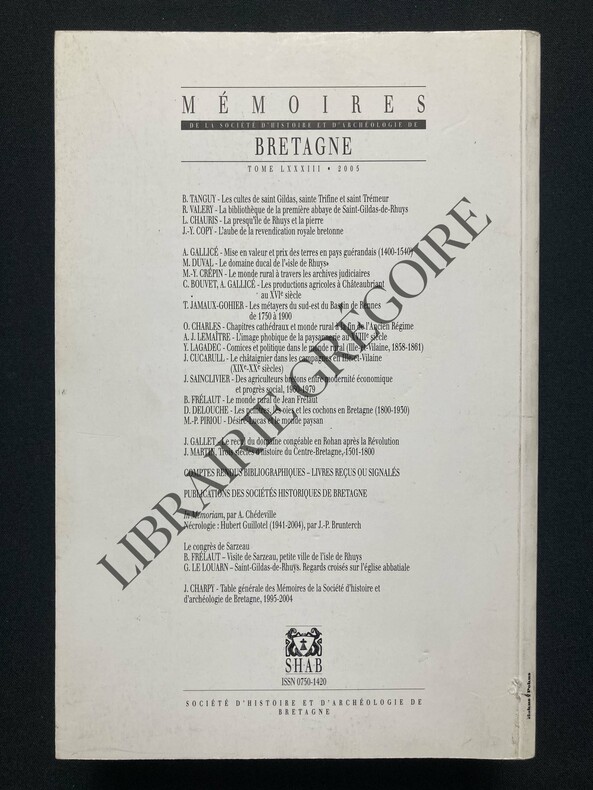 MÉMOIRES
DE LA SOCIÉTÉ D'HISTOIRE ET D'ARCHÉOLOGIE DE
BRETAGNE
TOME LXXXIII • 2005
B. TANGUY - Les cultes de saint Gildas, sainte Trifine et saint Trémeur
R. VALERY - La bibliothèque de la première abbaye de Saint-Gildas-de-Rhuys
L. CHAURIS - La presqu'île de Rhuys et la pierre
J.-Y. COPY - L'aube de la revendication royale bretonne
A. GALLICÉ - Mise en valeur et prix des terres en pays guérandais (1400-1540)
M. DUVAL - Le domaine ducal de l'«isle de Rhuys»
M.-Y. CRÉPIN - Le monde rural à travers les archives judiciaires
C. BOUVET, A. GALLICÉ - Les productions agricoles à Châteaubriant
au XVIe siècle
T. JAMAUX-GOHIER - Les métayers du sud-est du Bassin de Rennes
de 1750 à 1900
O. CHARLES - Chapitres cathédraux et monde rural à la fin de l'Ancien Régime
A. J. LEMAÎTRE - L'image phobique de la paysannerie au XVIIIe siècle
Y. LAGADEC - Comices et politique dans le monde rural (Ille-et-Vilaine, 1858-1861)
J. CUCARULL - Le châtaignier dans les campagnes en Ille-et-Vilaine
(XIXe-XXe siècles)
J. SAINCLIVIER - Des agriculteurs bretons entre modernité économique
et progrès social, -1979
B. FRÉLAUT - Le monde rural de Jean Frélaut
D. DELOUCHE - Les peintres, les oies et les cochons en Bretagne (1800-1950)
M.-P. PIRIOU - Désiré Lucas et le monde paysan
J. GALLET - Le recul du domaine congéable en Rohan après la Révolution
J. MARTIN, Trois siècles d'histoire du Centre-Bretagne, 1501-1800
COMPTES RENDUS BIBLIOGRAPHIQUES – LIVRES REÇUS OU SIGNALÉS
PUBLICATIONS DES SOCIÉTÉS HISTORIQUES DE BRETAGNE
In Memoriam, par A. Chédeville
Nécrologie : Hubert Guillotel (1941-2004), par J.-P. Brunterch
Le congrès de Sarzeau
B. FRÉLAUT – Visite de Sarzeau, petite ville de l'isle de Rhuys
G. LE LOUARN – Saint-Gildas-de-Rhuys. Regards croisés sur l'église abbatiale
J. CHARPY - Table générale des Mémoires de la Société d'histoire et
d'archéologie de Bretagne, 1995-2004
SHAB
ISSN 0750-1420
SOCIÉTÉ D'HISTOIRE ET D'ARCHÉOLOGIE DE
BRETAGNE
LIBRAIRIE GRÉGOIRE